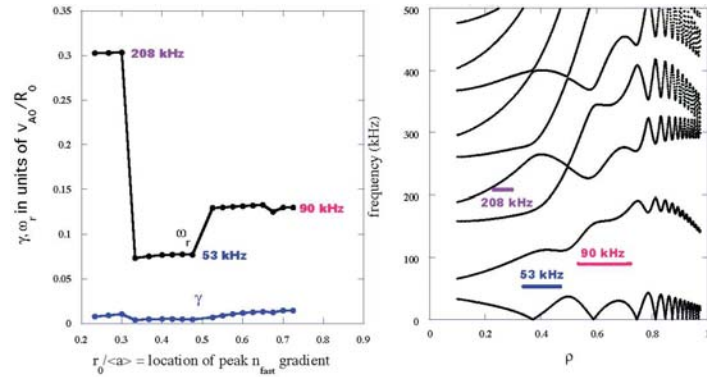 0.35
0.3
0.25
0.2
0.15
0.1
0.05
0
γ, ω_r in units of v_A0/R_0
208 kHz
90 kHz
ω_r
53 kHz
γ
0.1 0.2 0.3 0.4 0.5 0.6 0.7 0.8 0.9
r_0/<a> = location of peak n_fast gradient
500
400
300
200
100
0
frequency (kHz)
208 kHz
90 kHz
53 kHz
0 0.2 0.4 0.6 0.8 1
ρ